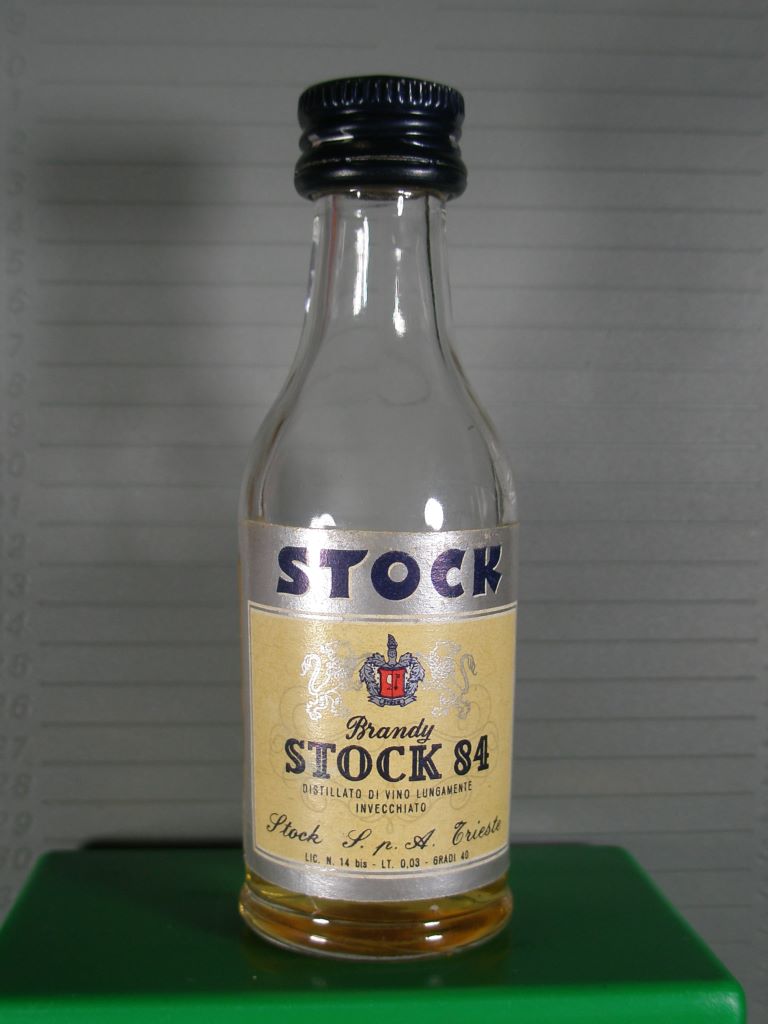 STOCK
Brandy
STOCK 84
DISTILLATO DI VINO LUNGAMENTE
INVECCHIATO
Stock S. p. A. Trieste
LIC. N. 14 bis - LT. 0,03 - GRADI 40